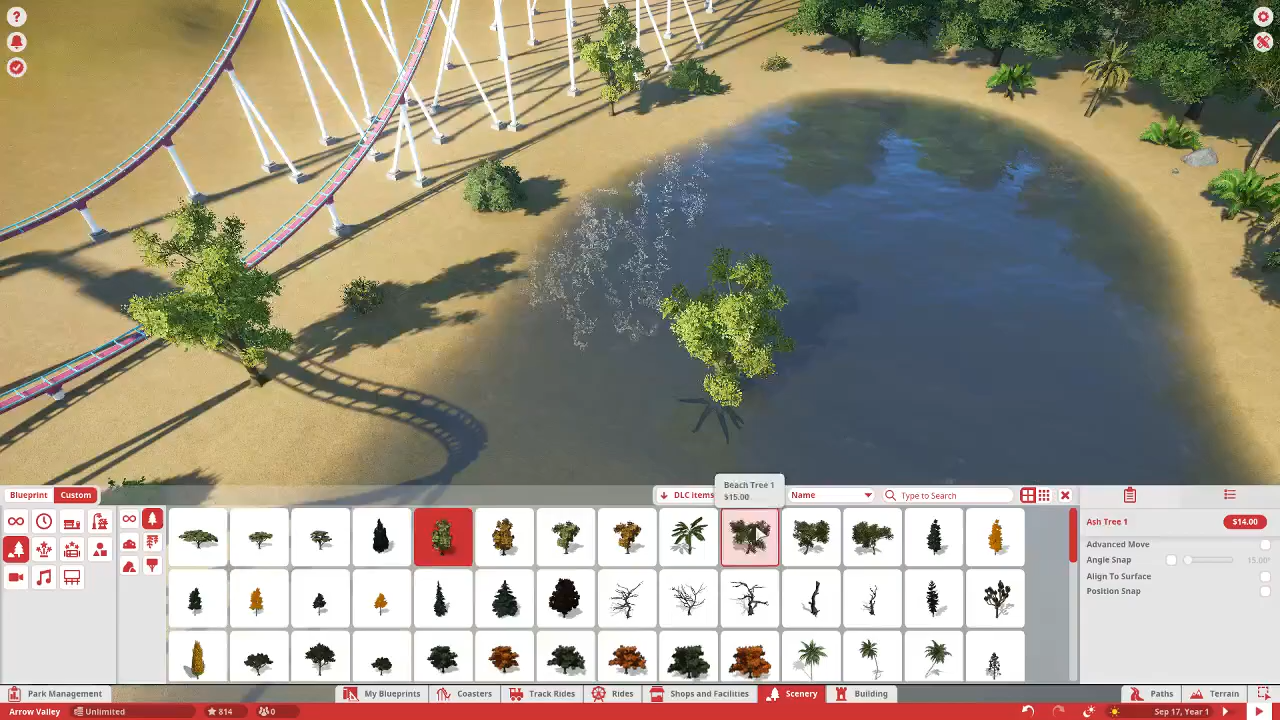 ?
Blueprint Custom
DLC items
Beach Tree 1
$15.00
Name
Type to Search
Ash Tree 1
$14.00
Advanced Move
Angle Snap
15.00°
Align To Surface
Position Snap
Park Management
My Blueprints
Coasters
Track Rides
Rides
Shops and Facilities
Scenery
Building
Paths
Terrain
Arrow Valley
Unlimited
814
0
Sep 17, Year 1